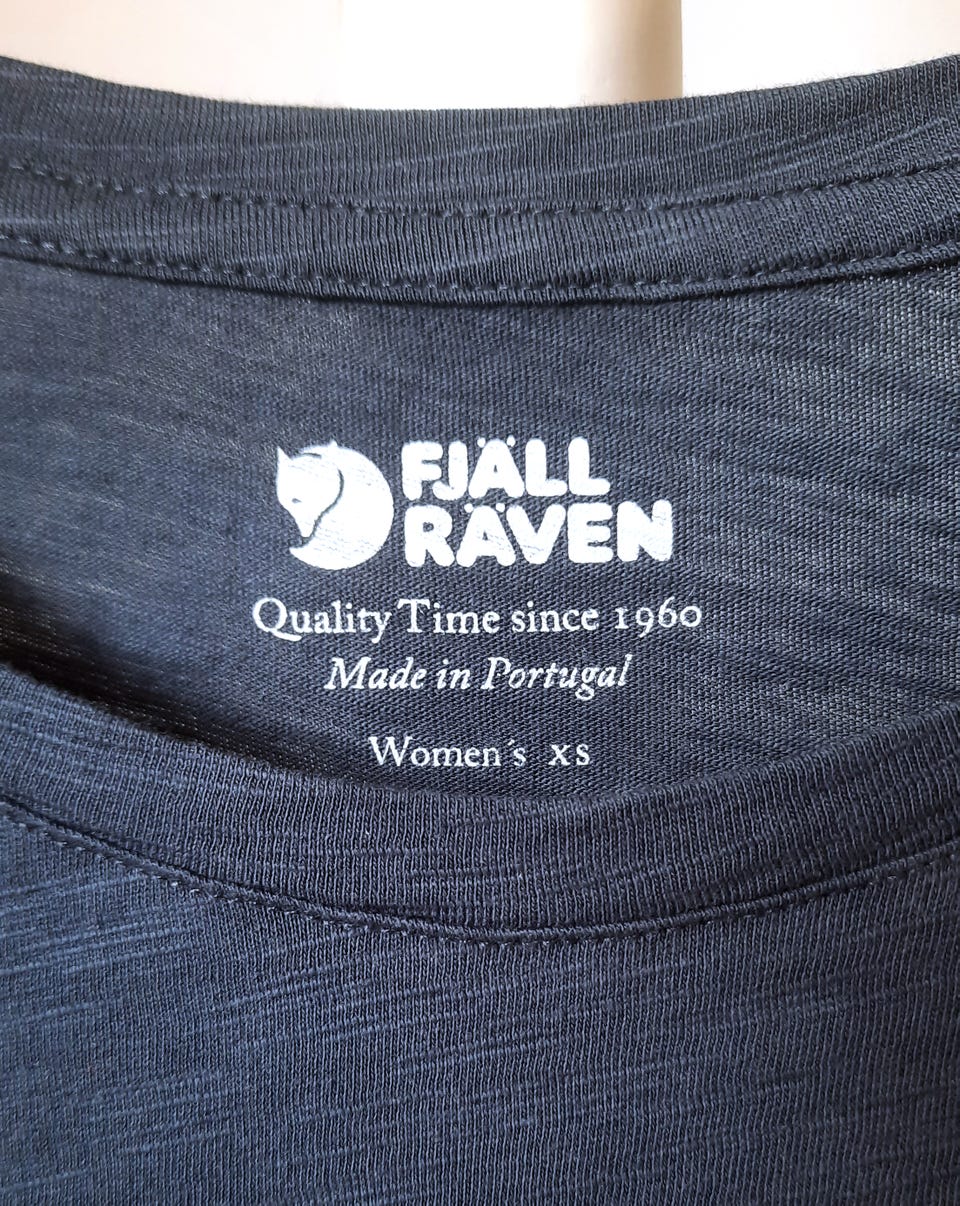 FJÄLL
RÄVEN
Quality Time since 1960
Made in Portugal
Women´s XS